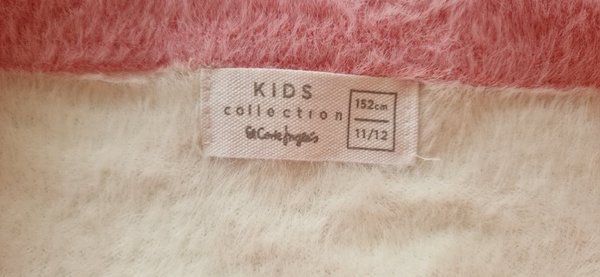 KIDS
collection
El Corte Inglés
152cm
11/12